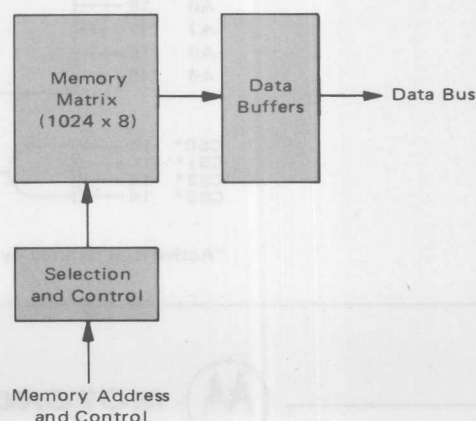 Memory
Matrix
(1024 x 8)
Data
Buffers
Data Bus
Selection
and Control
Memory Address
and Control